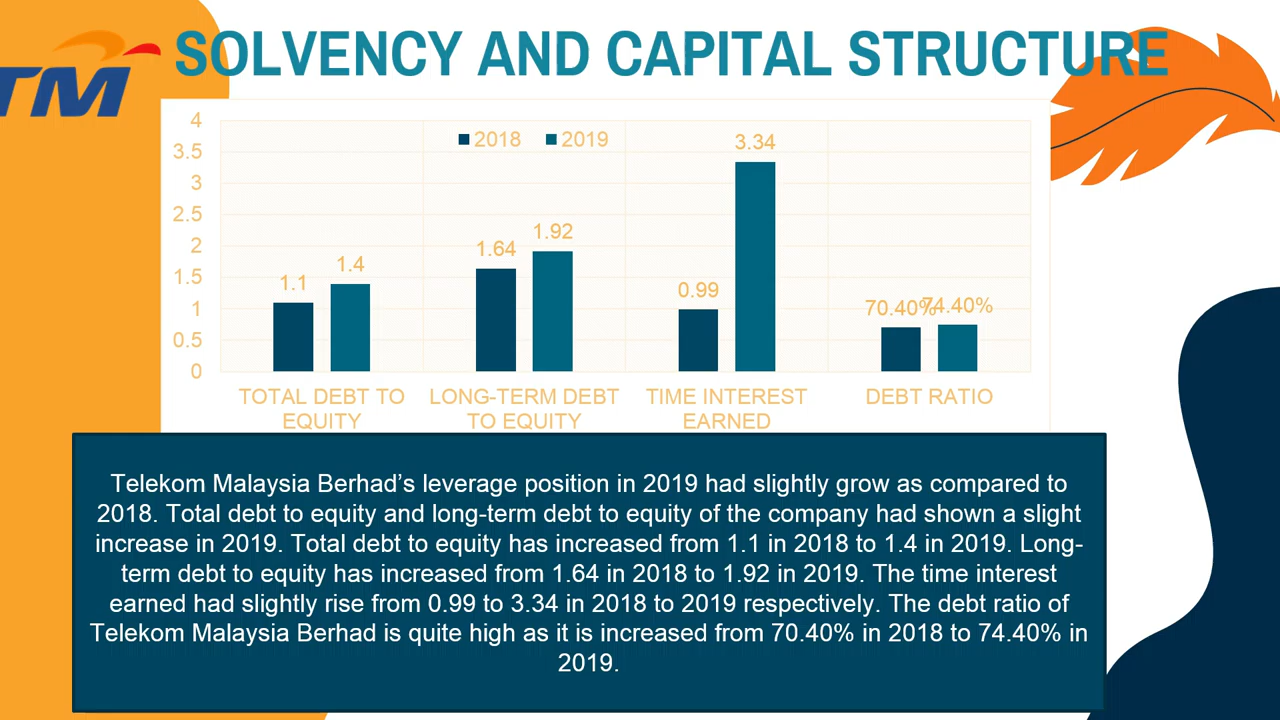 TM
SOLVENCY AND CAPITAL STRUCTURE
4
3.5
3
2.5
2
1.5
1
0.5
0
2018 2019
1.1 1.4
1.64 1.92
0.99 3.34
70.40% 74.40%
TOTAL DEBT TO
EQUITY
LONG-TERM DEBT
TO EQUITY
TIME INTEREST
EARNED
DEBT RATIO
Telekom Malaysia Berhad’s leverage position in 2019 had slightly grow as compared to
2018. Total debt to equity and long-term debt to equity of the company had shown a slight
increase in 2019. Total debt to equity has increased from 1.1 in 2018 to 1.4 in 2019. Long-
term debt to equity has increased from 1.64 in 2018 to 1.92 in 2019. The time interest
earned had slightly rise from 0.99 to 3.34 in 2018 to 2019 respectively. The debt ratio of
Telekom Malaysia Berhad is quite high as it is increased from 70.40% in 2018 to 74.40% in
2019.